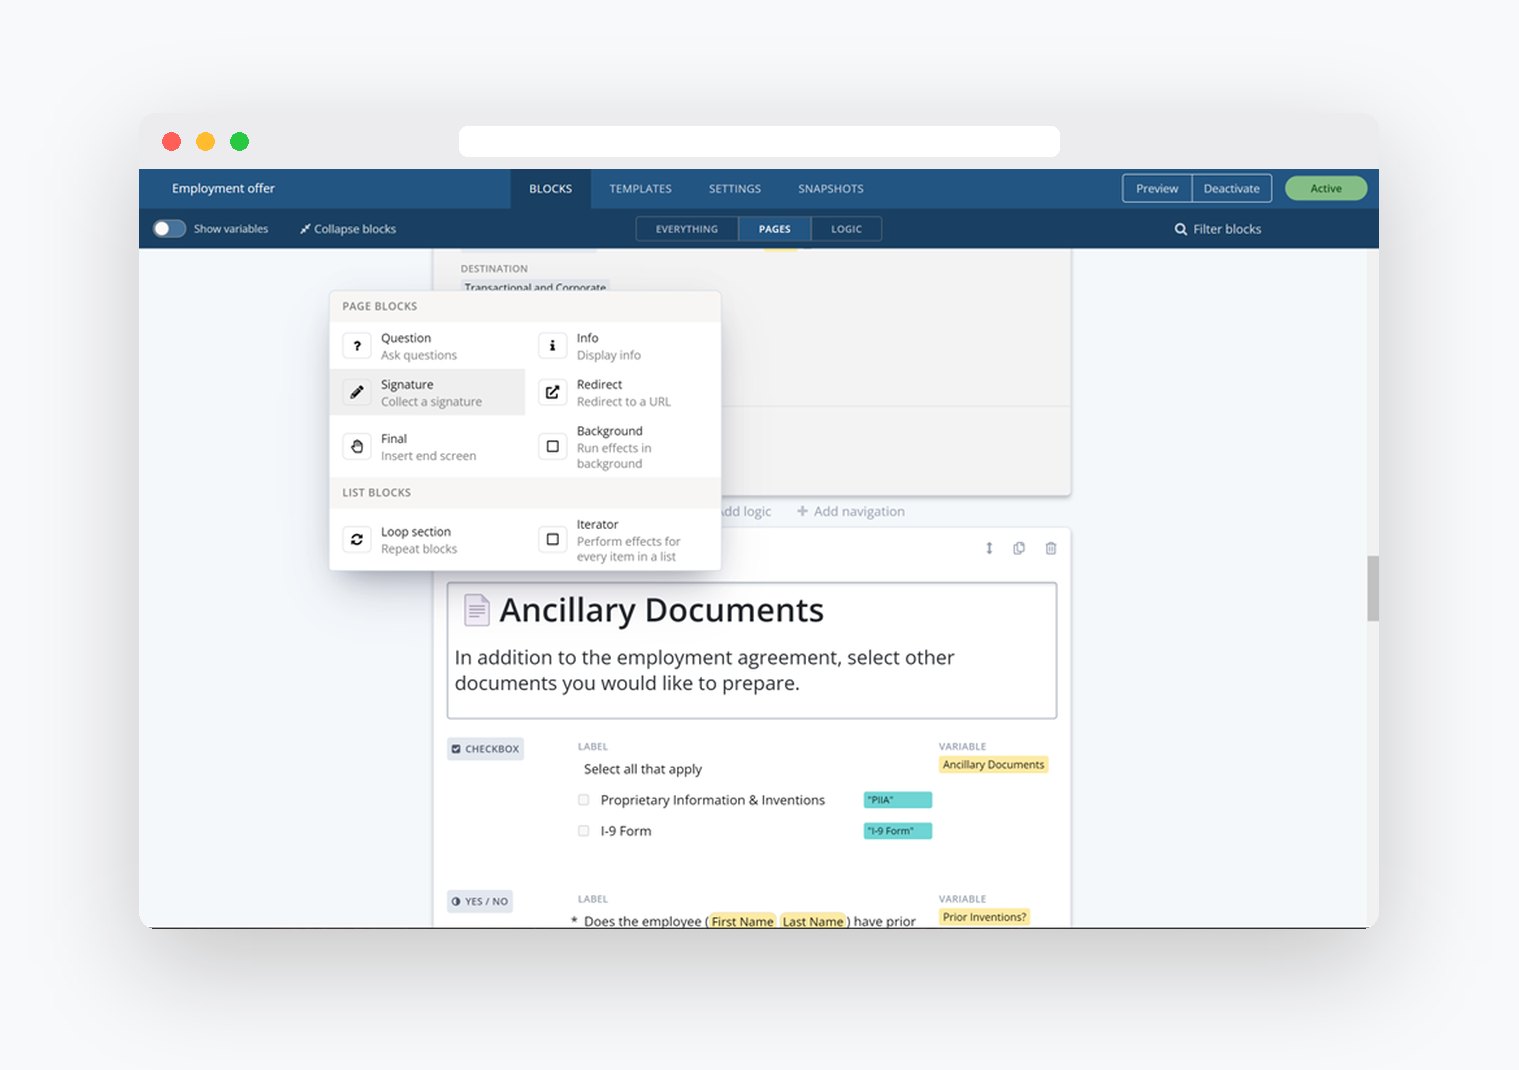 Employment offer
BLOCKS
TEMPLATES
SETTINGS
SNAPSHOTS
Preview
Deactivate
Active
Show variables
Collapse blocks
EVERYTHING
PAGES
LOGIC
Filter blocks
DESTINATION
Transactional and Corporate
PAGE BLOCKS
Question
Ask questions
Info
Display info
Signature
Collect a signature
Redirect
Redirect to a URL
Final
Insert end screen
Background
Run effects in
background
LIST BLOCKS
Loop section
Repeat blocks
Iterator
Perform effects for
every item in a list
Add logic
Add navigation
Ancillary Documents
In addition to the employment agreement, select other
documents you would like to prepare.
CHECKBOX
LABEL
VARIABLE
Select all that apply
Ancillary Documents
Proprietary Information & Inventions
"PIIA"
I-9 Form
"I-9 Form"
YES / NO
LABEL
VARIABLE
* Does the employee ( First Name Last Name ) have prior
Prior Inventions?